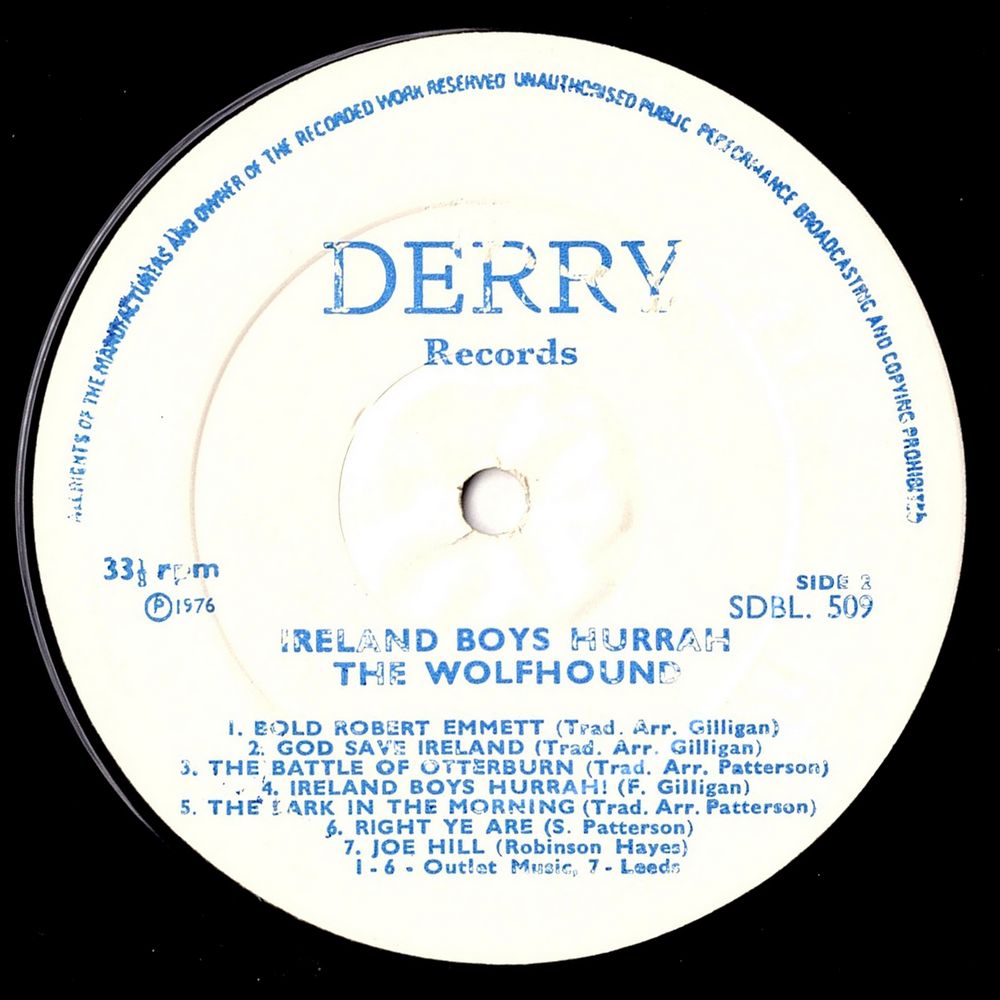 ALL RIGHTS OF THE MANUFACTURERS AND OWNER OF THE RECORDED WORK RESERVED UNAUTHORISED PUBLIC PERFORMANCE BROADCASTING AND COPYING PROHIBITED
DERRY
Records
33⅓ rpm
Ⓟ1976
SIDE 2
SDBL. 509
IRELAND BOYS HURRAH
THE WOLFHOUND
1. BOLD ROBERT EMMETT (Trad. Arr. Gilligan)
2. GOD SAVE IRELAND (Trad. Arr. Gilligan)
3. THE BATTLE OF OTTERBURN (Trad. Arr. Patterson)
4. IRELAND BOYS HURRAH! (F. Gilligan)
5. THE LARK IN THE MORNING (Trad. Arr. Patterson)
6. RIGHT YE ARE (S. Patterson)
7. JOE HILL (Robinson Hayes)
1 - 6 - Outlet Music, 7 - Leeds